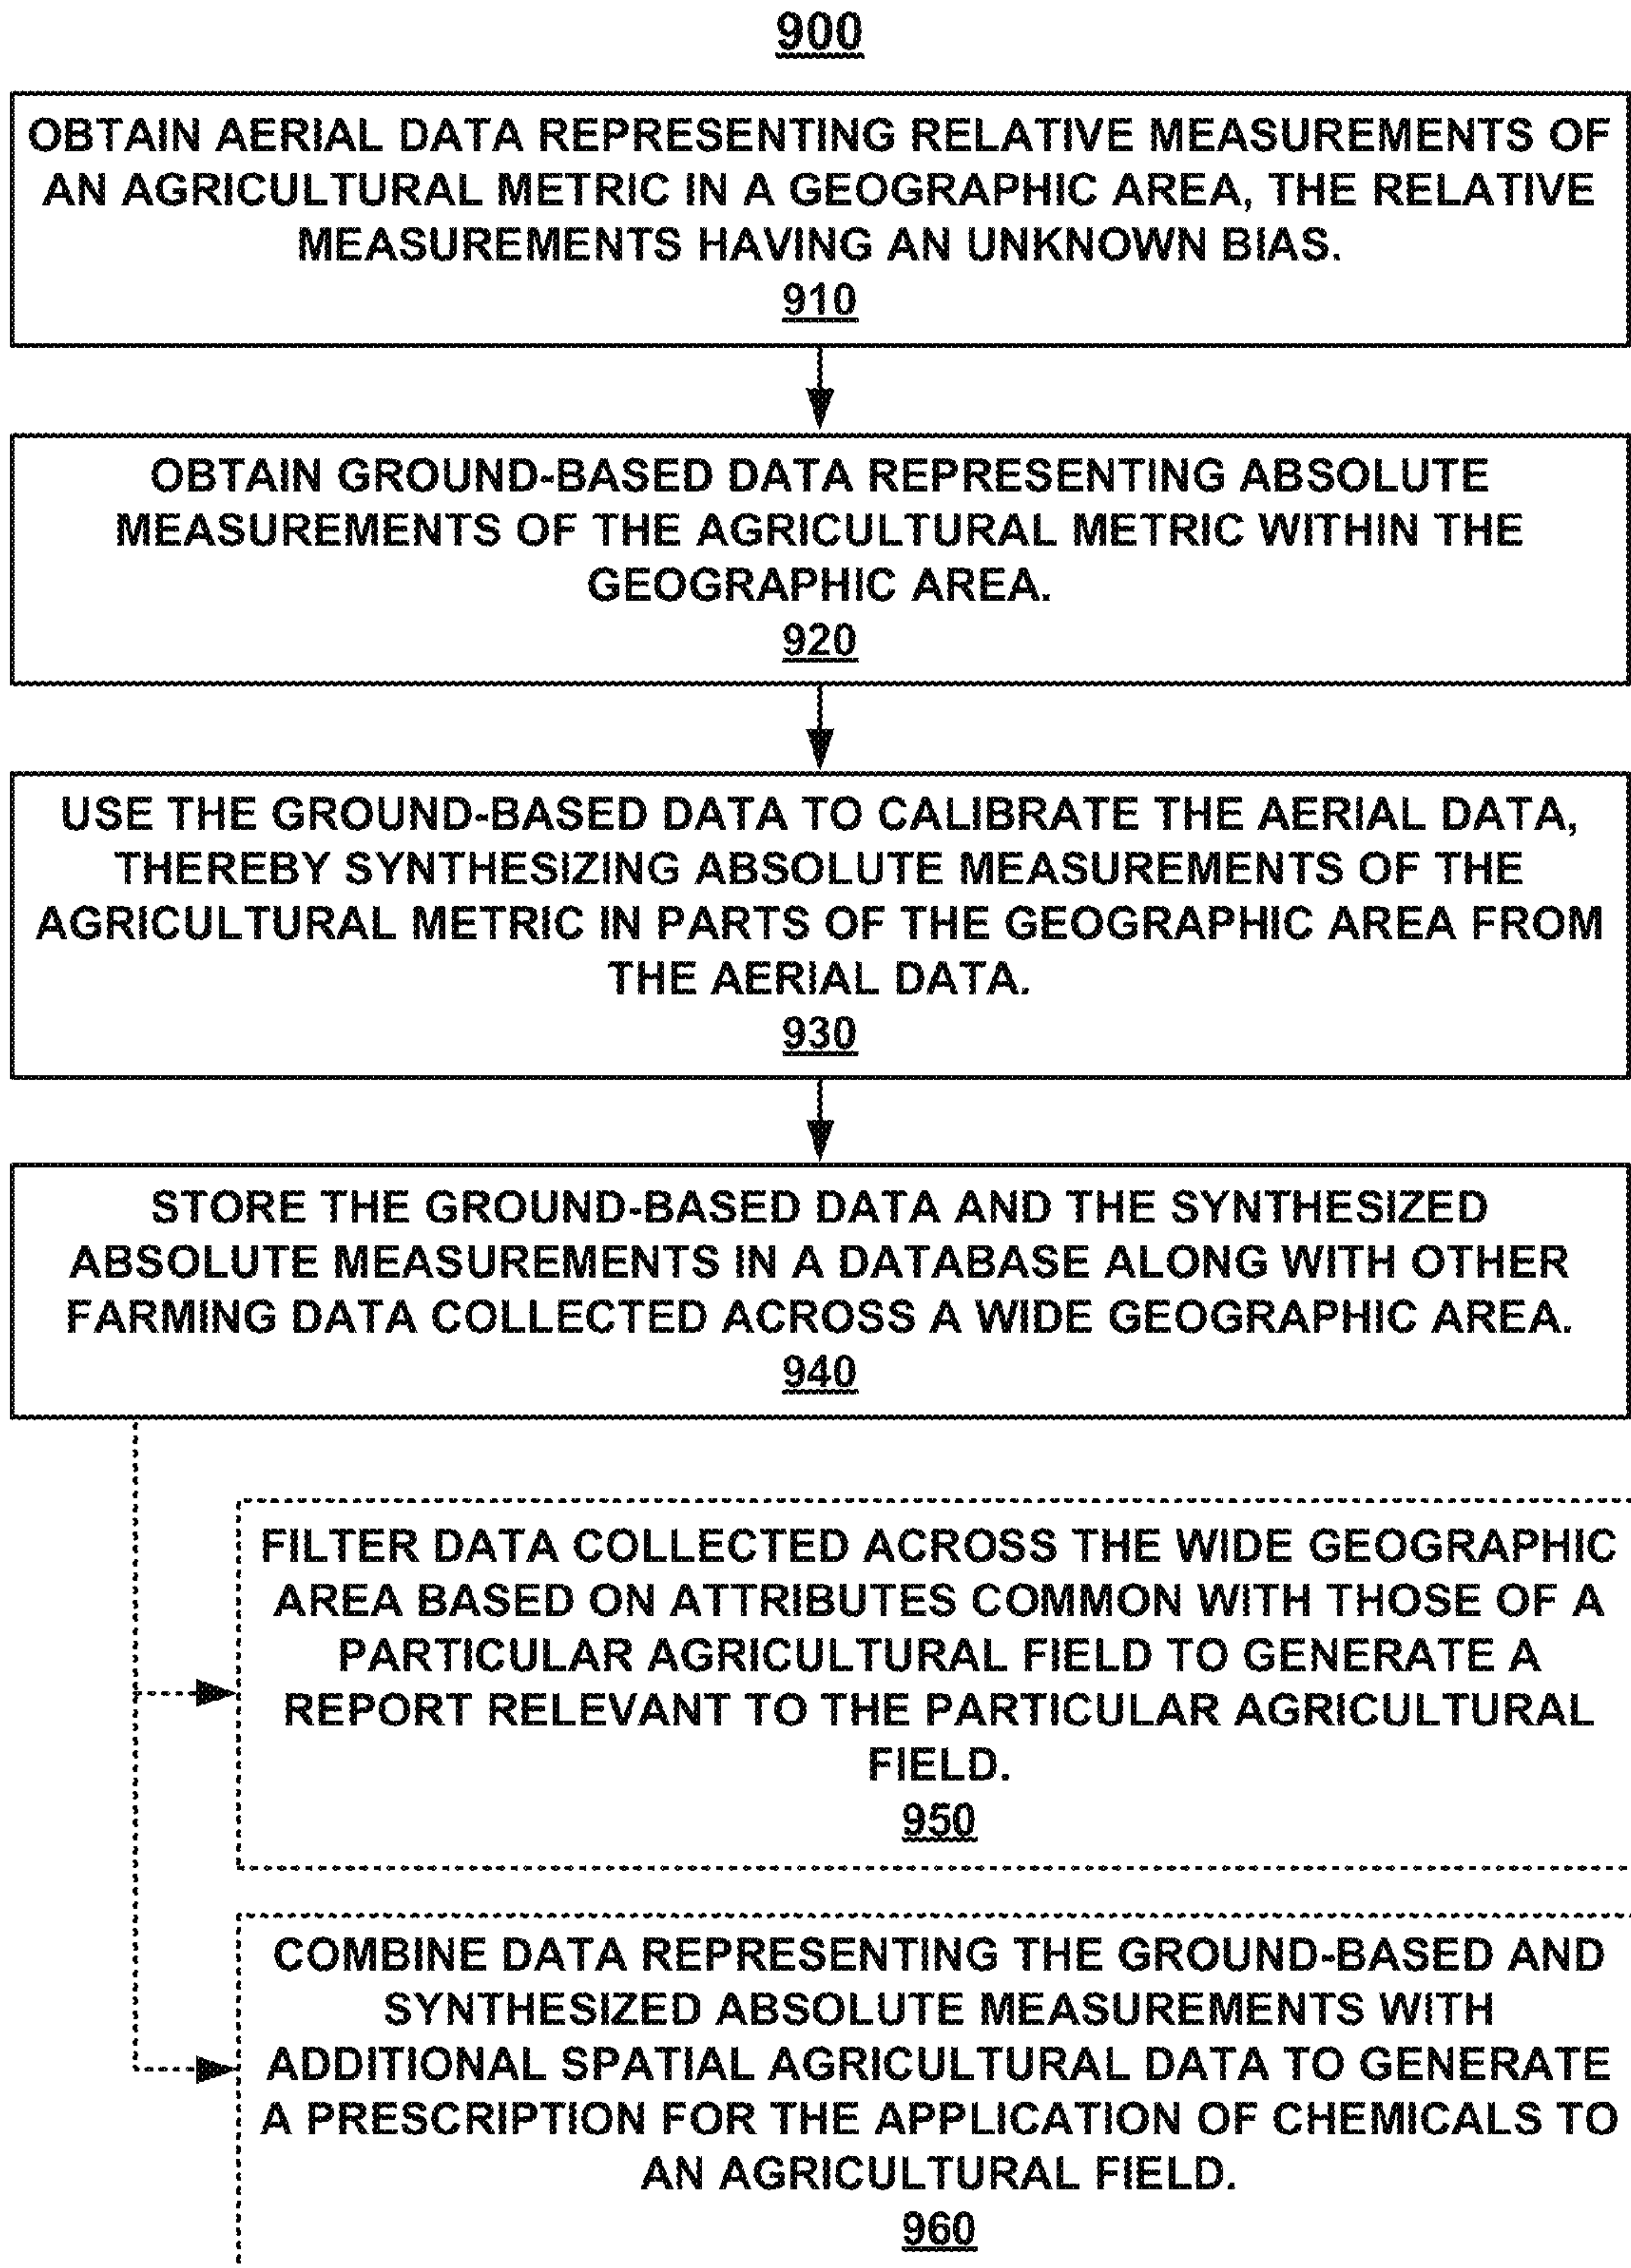 900
OBTAIN AERIAL DATA REPRESENTING RELATIVE MEASUREMENTS OF
AN AGRICULTURAL METRIC IN A GEOGRAPHIC AREA, THE RELATIVE
MEASUREMENTS HAVING AN UNKNOWN BIAS.
910
OBTAIN GROUND-BASED DATA REPRESENTING ABSOLUTE
MEASUREMENTS OF THE AGRICULTURAL METRIC WITHIN THE
GEOGRAPHIC AREA.
920
USE THE GROUND-BASED DATA TO CALIBRATE THE AERIAL DATA,
THEREBY SYNTHESIZING ABSOLUTE MEASUREMENTS OF THE
AGRICULTURAL METRIC IN PARTS OF THE GEOGRAPHIC AREA FROM
THE AERIAL DATA.
930
STORE THE GROUND-BASED DATA AND THE SYNTHESIZED
ABSOLUTE MEASUREMENTS IN A DATABASE ALONG WITH OTHER
FARMING DATA COLLECTED ACROSS A WIDE GEOGRAPHIC AREA.
940
FILTER DATA COLLECTED ACROSS THE WIDE GEOGRAPHIC
AREA BASED ON ATTRIBUTES COMMON WITH THOSE OF A
PARTICULAR AGRICULTURAL FIELD TO GENERATE A
REPORT RELEVANT TO THE PARTICULAR AGRICULTURAL
FIELD.
950
COMBINE DATA REPRESENTING THE GROUND-BASED AND
SYNTHESIZED ABSOLUTE MEASUREMENTS WITH
ADDITIONAL SPATIAL AGRICULTURAL DATA TO GENERATE
A PRESCRIPTION FOR THE APPLICATION OF CHEMICALS TO
AN AGRICULTURAL FIELD.
960